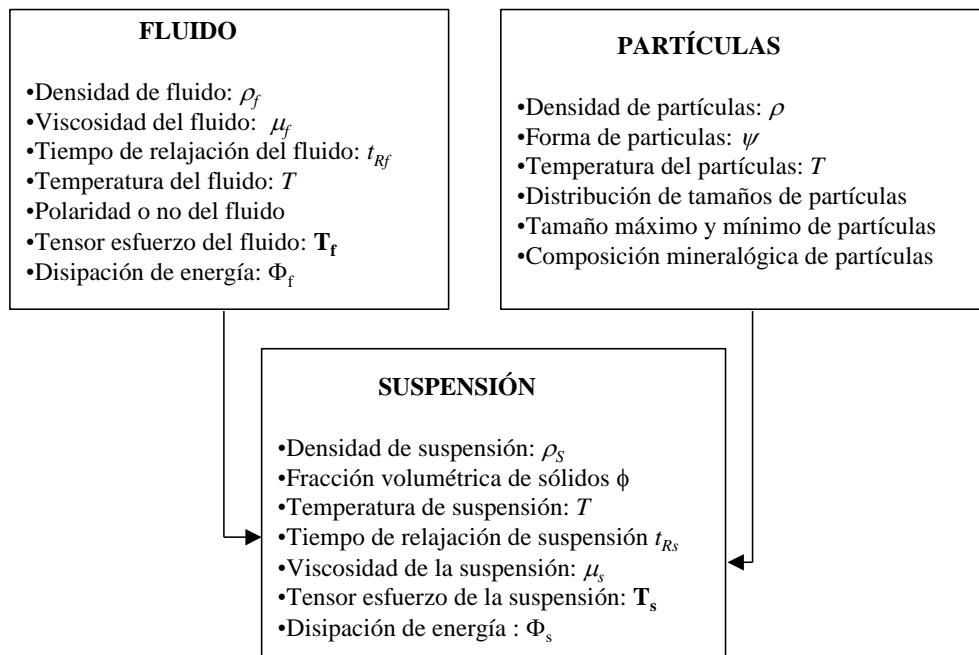 FLUIDO
•Densidad de fluido: ρf
•Viscosidad del fluido: μf
•Tiempo de relajación del fluido: tRf
•Temperatura del fluido: T
•Polaridad o no del fluido
•Tensor esfuerzo del fluido: Tf
•Disipación de energía: Φf
PARTÍCULAS
•Densidad de partículas: ρ
•Forma de particulas: ψ
•Temperatura del partículas: T
•Distribución de tamaños de partículas
•Tamaño máximo y mínimo de partículas
•Composición mineralógica de partículas
SUSPENSIÓN
•Densidad de suspensión: ρS
•Fracción volumétrica de sólidos ϕ
•Temperatura de suspensión: T
•Tiempo de relajación de suspensión tRs
•Viscosidad de la suspensión: μs
•Tensor esfuerzo de la suspensión: Ts
•Disipación de energía : Φs